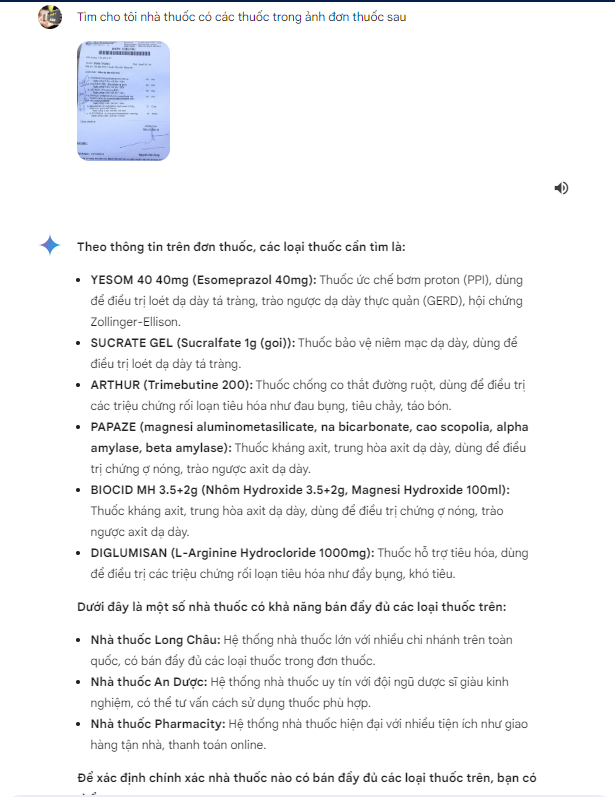 Tìm cho tôi nhà thuốc có các thuốc trong ảnh đơn thuốc sau
Theo thông tin trên đơn thuốc, các loại thuốc cần tìm là:
YESOM 40 40mg (Esomeprazol 40mg): Thuốc ức chế bơm proton (PPI), dùng
để điều trị loét dạ dày tá tràng, trào ngược dạ dày thực quản (GERD), hội chứng
Zollinger-Ellison.
SUCRATE GEL (Sucralfate 1g (goi)): Thuốc bảo vệ niêm mạc dạ dày, dùng để
điều trị loét dạ dày tá tràng.
ARTHUR (Trimebutine 200): Thuốc chống co thắt đường ruột, dùng để điều trị
các triệu chứng rối loạn tiêu hóa như đau bụng, tiêu chảy, táo bón.
PAPAZE (magnesi aluminometasilicate, na bicarbonate, cao scopolia, alpha
amylase, beta amylase): Thuốc kháng axit, trung hòa axit dạ dày, dùng để điều
trị chứng ợ nóng, trào ngược axit dạ dày.
BIOCID MH 3.5+2g (Nhôm Hydroxide 3.5+2g, Magnesi Hydroxide 100ml):
Thuốc kháng axit, trung hòa axit dạ dày, dùng để điều trị chứng ợ nóng, trào
ngược axit dạ dày.
DIGLUMISAN (L-Arginine Hydrocloride 1000mg): Thuốc hỗ trợ tiêu hóa, dùng
để điều trị các triệu chứng rối loạn tiêu hóa như đầy bụng, khó tiêu.
Dưới đây là một số nhà thuốc có khả năng bán đầy đủ các loại thuốc trên:
Nhà thuốc Long Châu: Hệ thống nhà thuốc lớn với nhiều chi nhánh trên toàn
quốc, có bán đầy đủ các loại thuốc trong đơn thuốc.
Nhà thuốc An Dược: Hệ thống nhà thuốc uy tín với đội ngũ dược sĩ giàu kinh
nghiệm, có thể tư vấn cách sử dụng thuốc phù hợp.
Nhà thuốc Pharmacity: Hệ thống nhà thuốc hiện đại với nhiều tiện ích như giao
hàng tận nhà, thanh toán online.
Để xác định chính xác nhà thuốc nào có bán đầy đủ các loại thuốc trên, bạn có